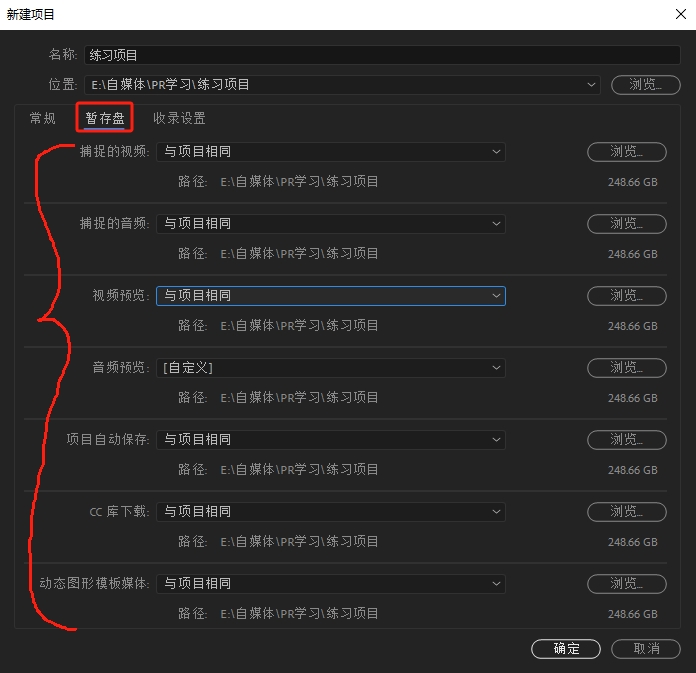 新建项目
名称: 练习项目
位置: E:\自媒体\PR学习\练习项目 浏览...
常规 暂存盘 收录设置
捕捉的视频: 与项目相同 浏览...
路径: E:\自媒体\PR学习\练习项目 248.66 GB
捕捉的音频: 与项目相同 浏览...
路径: E:\自媒体\PR学习\练习项目 248.66 GB
视频预览: 与项目相同 浏览...
路径: E:\自媒体\PR学习\练习项目 248.66 GB
音频预览: [自定义] 浏览...
路径: E:\自媒体\PR学习\练习项目 248.66 GB
项目自动保存: 与项目相同 浏览...
路径: E:\自媒体\PR学习\练习项目 248.66 GB
CC 库下载: 与项目相同 浏览...
路径: E:\自媒体\PR学习\练习项目 248.66 GB
动态图形模板媒体: 与项目相同 浏览...
路径: E:\自媒体\PR学习\练习项目 248.66 GB
确定 取消